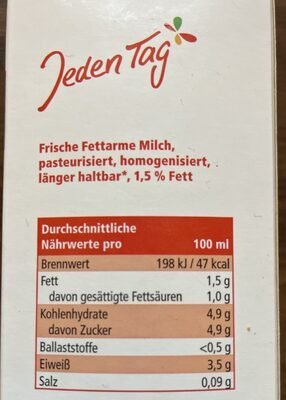 Jeden Tag
Frische Fettarme Milch,
pasteurisiert, homogenisiert,
länger haltbar*, 1,5 % Fett
Durchschnittliche
Nährwerte pro 100 ml
Brennwert 198 kJ / 47 kcal
Fett 1,5 g
davon gesättigte Fettsäuren 1,0 g
Kohlenhydrate 4,9 g
davon Zucker 4,9 g
Ballaststoffe <0,5 g
Eiweiß 3,5 g
Salz 0,09 g